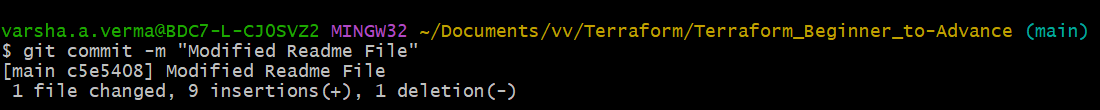 varsha.a.verma@BDC7-L-CJ0SVZ2 MINGW32 ~/Documents/vv/Terraform/Terraform_Beginner_to-Advance (main)
$ git commit -m "Modified Readme File"
[main c5e5408] Modified Readme File
 1 file changed, 9 insertions(+), 1 deletion(-)